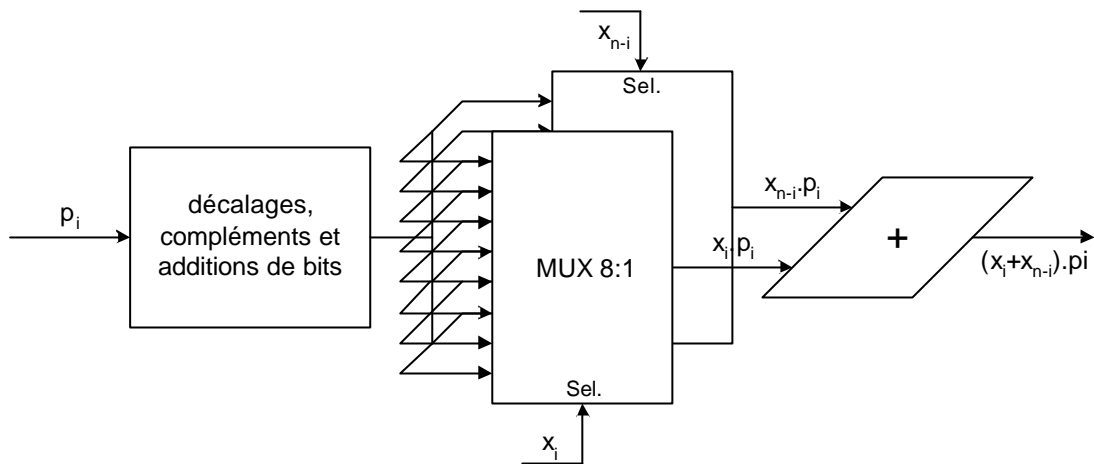 x_{n-i}
Sel.
p_i
décalages,
compléments et
additions de bits
MUX 8:1
x_{n-i}.p_i
x_i.p_i
+
(x_i+x_{n-i}).pi
Sel.
x_i